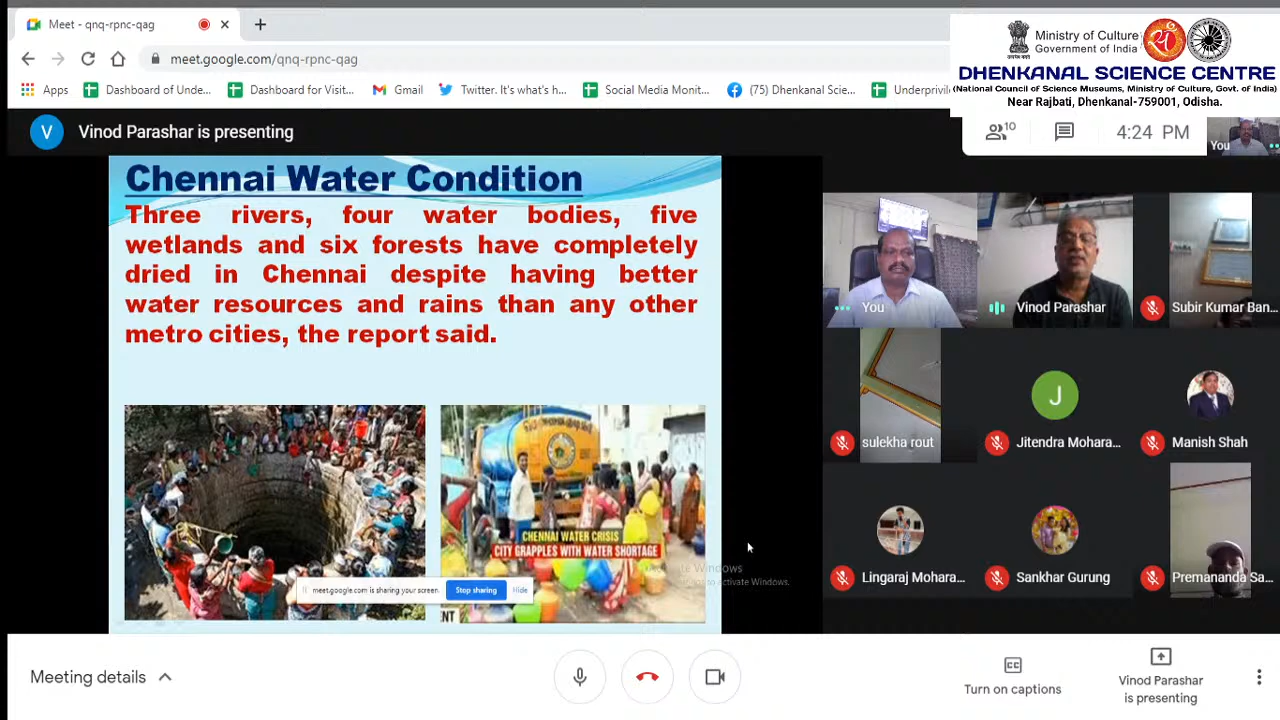 Meet - qnq-rpnc-qag
meet.google.com/qnq-rpnc-qag
Apps
Dashboard of Unde...
Dashboard for Visit...
Gmail
Twitter. It's what's h...
Social Media Monit...
(75) Dhenkanal Scie...
Underprivile
Ministry of Culture
Government of India
DHENKANAL SCIENCE CENTRE
(National Council of Science Museums, Ministry of Culture, Govt. of India)
Near Rajbati, Dhenkanal-759001, Odisha.
V
Vinod Parashar is presenting
10
4:24 PM
You
Chennai Water Condition
Three rivers, four water bodies, five
wetlands and six forests have completely
dried in Chennai despite having better
water resources and rains than any other
metro cities, the report said.
CHENNAI WATER CRISIS
CITY GRAPPLES WITH WATER SHORTAGE
meet.google.com is sharing your screen.
Stop sharing
Hide
NT
te Windows
to activate Windows.
You
Vinod Parashar
Subir Kumar Ban...
sulekha rout
J
Jitendra Mohara...
Manish Shah
Lingaraj Mohara...
Sankhar Gurung
Premananda Sa...
Meeting details
Turn on captions
Vinod Parashar
is presenting